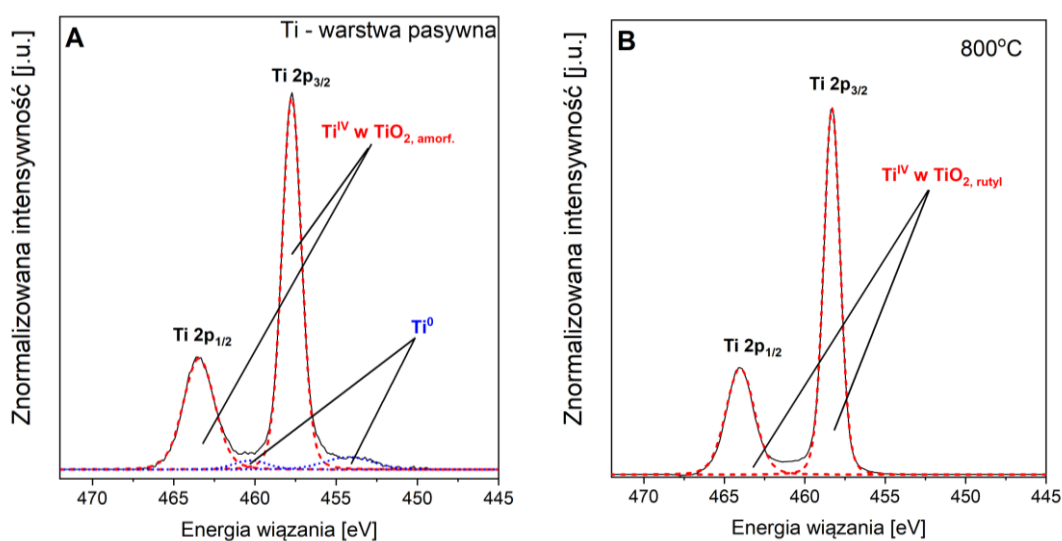 A
Ti - warstwa pasywna
Ti 2p3/2
TiIV w TiO2, amorf.
Ti 2p1/2
Ti0
Znormalizowana intensywność [j.u.]
470 465 460 455 450 445
Energia wiązania [eV]
B
800oC
Ti 2p3/2
TiIV w TiO2, rutyl
Ti 2p1/2
Znormalizowana intensywność [j.u.]
470 465 460 455 450 445
Energia wiązania [eV]